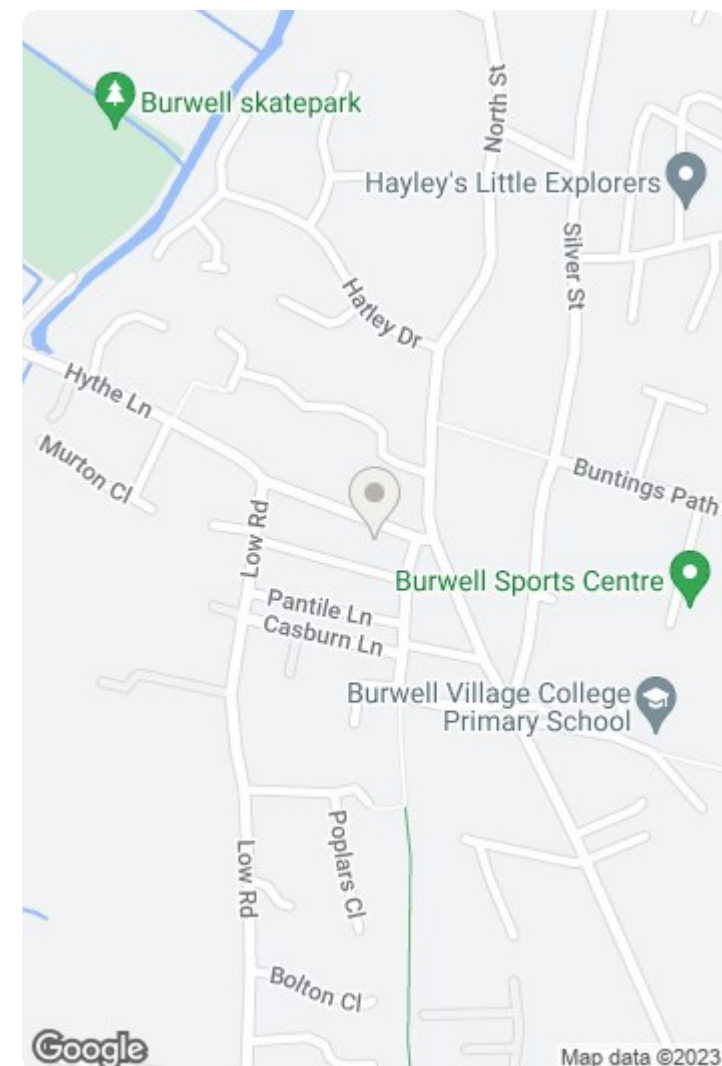 Burwell skatepark
North St
Hayley's Little Explorers
Silver St
Hatley Dr
Hythe Ln
Murton Cl
Buntings Path
Low Rd
Burwell Sports Centre
Pantile Ln
Casburn Ln
Burwell Village College
Primary School
Poplars Cl
Low Rd
Bolton Cl
Google
Map data ©2023